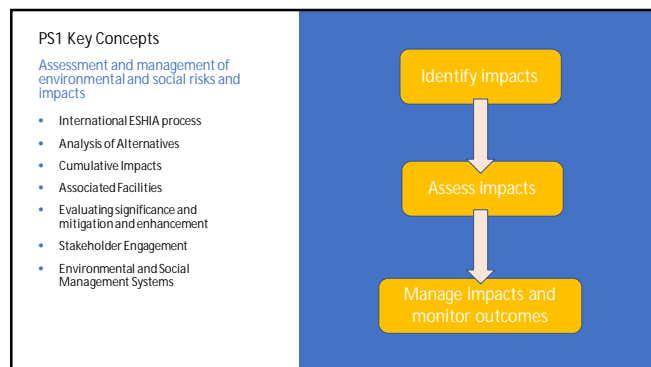 PS1 Key Concepts
Assessment and management of
environmental and social risks and
impacts
• International ESHIA process
• Analysis of Alternatives
• Cumulative Impacts
• Associated Facilities
• Evaluating significance and
mitigation and enhancement
• Stakeholder Engagement
• Environmental and Social
Management Systems
Identify impacts
Assess impacts
Manage impacts and
monitor outcomes